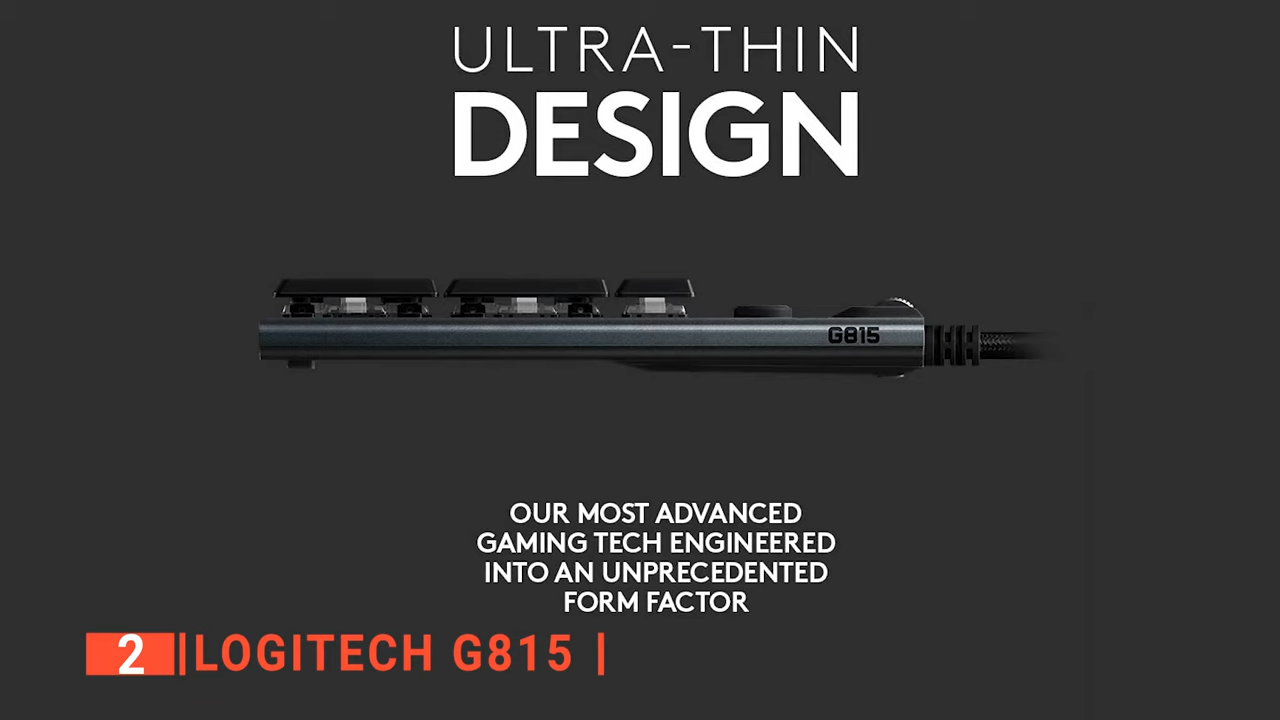 ULTRA-THIN
DESIGN
G815
OUR MOST ADVANCED
GAMING TECH ENGINEERED
INTO AN UNPRECEDENTED
FORM FACTOR
2 |LOGITECH G815 |